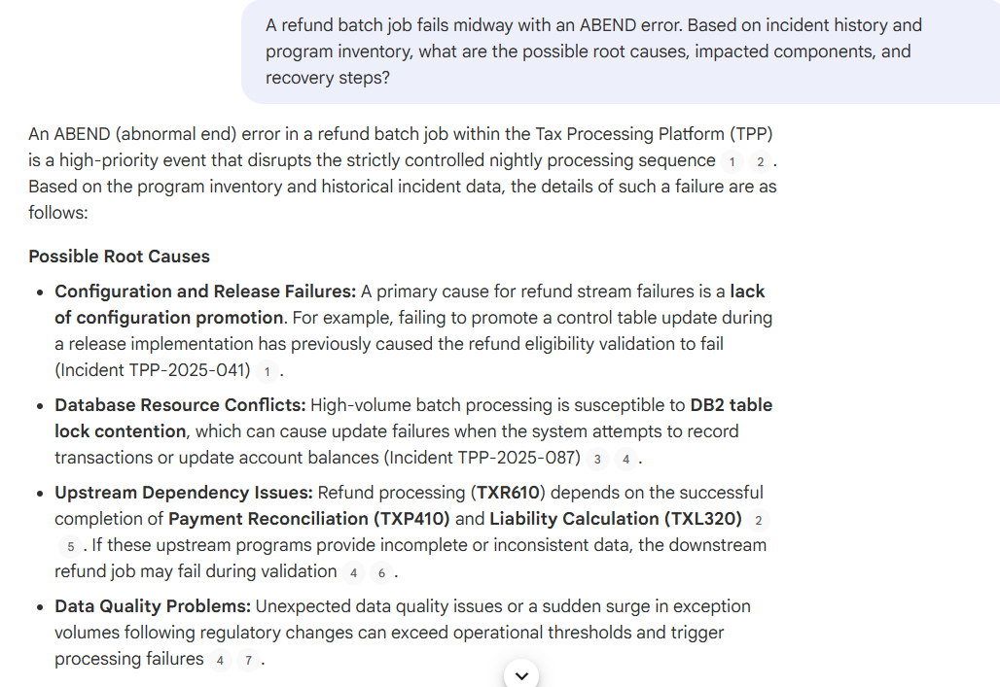 A refund batch job fails midway with an ABEND error. Based on incident history and
program inventory, what are the possible root causes, impacted components, and
recovery steps?
An ABEND (abnormal end) error in a refund batch job within the Tax Processing Platform (TPP)
is a high-priority event that disrupts the strictly controlled nightly processing sequence 1 2 .
Based on the program inventory and historical incident data, the details of such a failure are as
follows:
Possible Root Causes
• Configuration and Release Failures: A primary cause for refund stream failures is a lack
of configuration promotion. For example, failing to promote a control table update during
a release implementation has previously caused the refund eligibility validation to fail
(Incident TPP-2025-041) 1 .
• Database Resource Conflicts: High-volume batch processing is susceptible to DB2 table
lock contention, which can cause update failures when the system attempts to record
transactions or update account balances (Incident TPP-2025-087) 3 4 .
• Upstream Dependency Issues: Refund processing (TXR610) depends on the successful
completion of Payment Reconciliation (TXP410) and Liability Calculation (TXL320) 2
5 . If these upstream programs provide incomplete or inconsistent data, the downstream
refund job may fail during validation 4 6 .
• Data Quality Problems: Unexpected data quality issues or a sudden surge in exception
volumes following regulatory changes can exceed operational thresholds and trigger
processing failures 4 7 .